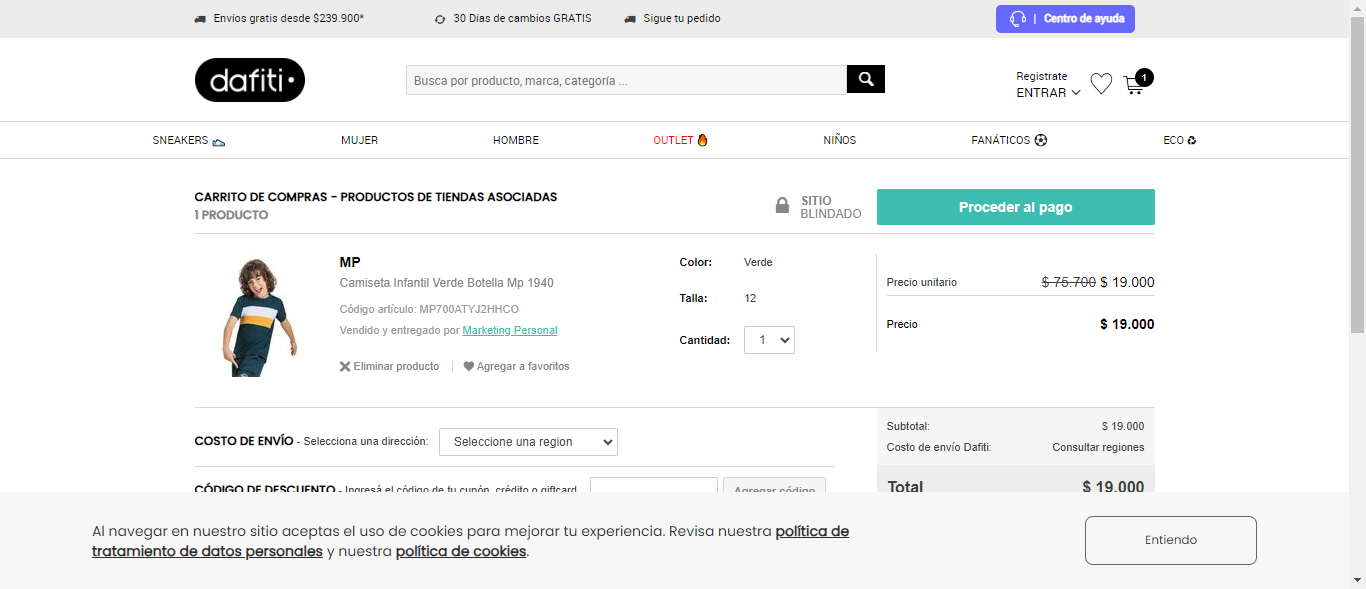 Envíos gratis desde $239.900*
30 Días de cambios GRATIS
Sigue tu pedido
| Centro de ayuda
dafiti
Busca por producto, marca, categoría ...
Registrate
ENTRAR
1
SNEAKERS
MUJER
HOMBRE
OUTLET
NIÑOS
FANÁTICOS
ECO
CARRITO DE COMPRAS – PRODUCTOS DE TIENDAS ASOCIADAS
1 PRODUCTO
SITIO
BLINDADO
Proceder al pago
MP
Camiseta Infantil Verde Botella Mp 1940
Código artículo: MP700ATYJ2HHCO
Vendido y entregado por Marketing Personal
Eliminar producto
Agregar a favoritos
Color: Verde
Talla: 12
Cantidad: 1
Precio unitario $ 75.700 $ 19.000
Precio $ 19.000
COSTO DE ENVÍO - Selecciona una dirección: Seleccione una region
Subtotal: $ 19.000
Costo de envío Dafiti: Consultar regiones
CÓDIGO DE DESCUENTO - Ingresá el código de tu cupón, crédito o giftcard
Agregar código
Total $ 19.000
Al navegar en nuestro sitio aceptas el uso de cookies para mejorar tu experiencia. Revisa nuestra política de
tratamiento de datos personales y nuestra política de cookies.
Entiendo